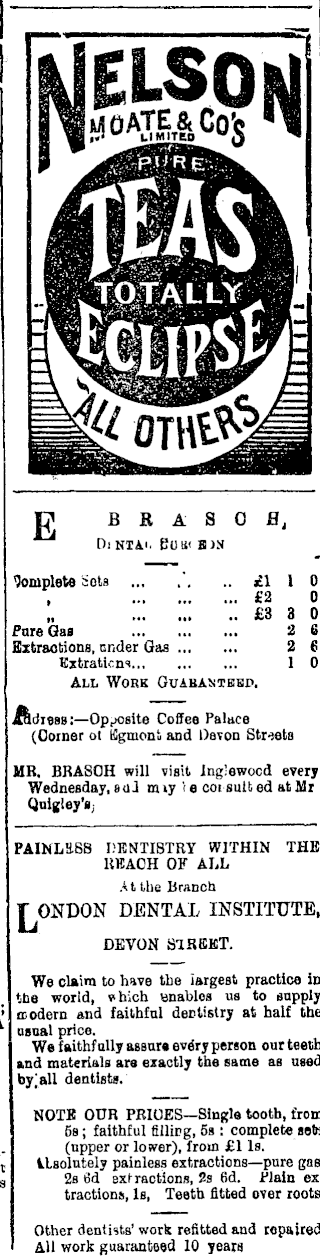 NELSON
MOATE & CO'S
LIMITED
PURE
TEAS
TOTALLY
ECLIPSE
ALL OTHERS
E BRASCH,
DENTAL SURGEON
Complete Sets ... ... .. £1 1 0
" ... ... ... £2 0
" ... ... ... £3 3 0
Pure Gas ... ... ... 2 6
Extractions, under Gas ... ... 2 6
Extrations... ... ... 1 0
ALL WORK GUARANTEED.
Address:—Opposite Coffee Palace
(Corner of Egmont and Devon Streets
MR. BRASCH will visit Inglewood every
Wednesday, and may be consulted at Mr
Quigley's;
PAINLESS DENTISTRY WITHIN THE
REACH OF ALL
At the Branch
LONDON DENTAL INSTITUTE,
DEVON STREET.
We claim to have the largest practice in
the world, which enables us to supply
modern and faithful dentistry at half the
usual price.
We faithfully assure every person our teeth
and materials are exactly the same as used
by all dentists.
NOTE OUR PRICES—Single tooth, from
5s; faithful filling, 5s: complete sets
(upper or lower), from £1 1s.
Absolutely painless extractions—pure gas
2s 6d extractions, 2s 6d. Plain ex
tractions, 1s, Teeth fitted over roots
Other dentists' work refitted and repaired
All work guaranteed 10 years